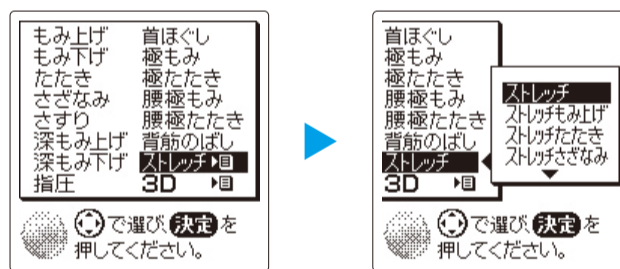 もみ上げ 首ほぐし
もみ下げ 極もみ
たたき 極たたき
さざなみ 腰極もみ
さすり 腰極たたき
深もみ上げ 背筋のばし
深もみ下げ ストレッチ
指圧 3D
で選び、決定を
押してください。
首ほぐし
極もみ
極たたき
腰極もみ
腰極たたき
背筋のばし
ストレッチ
3D
ストレッチ
ストレッチもみ上げ
ストレッチたたき
ストレッチさざなみ
で選び、決定を
押してください。